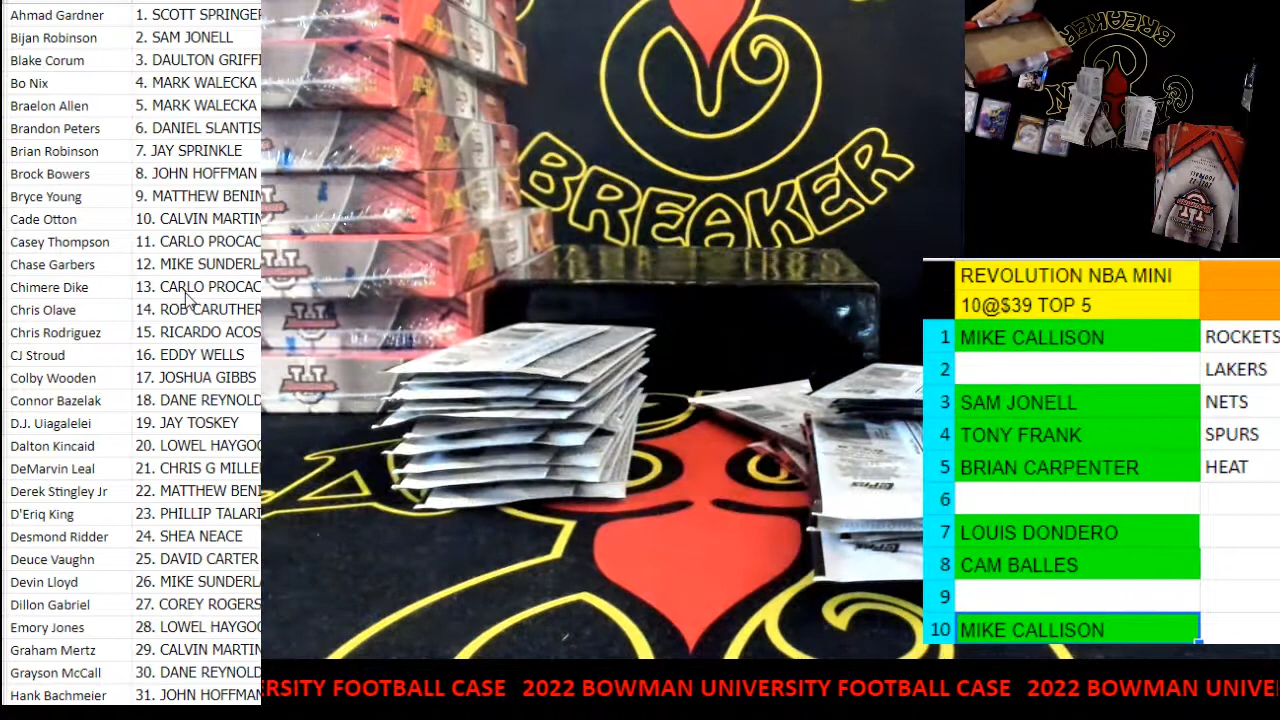 Ahmad Gardner 1. SCOTT SPRINGER
Bijan Robinson 2. SAM JONELL
Blake Corum 3. DAULTON GRIFFI
Bo Nix 4. MARK WALECKA
Braelon Allen 5. MARK WALECKA
Brandon Peters 6. DANIEL SLANTIS
Brian Robinson 7. JAY SPRINKLE
Brock Bowers 8. JOHN HOFFMAN
Bryce Young 9. MATTHEW BENIN
Cade Otton 10. CALVIN MARTIN
Casey Thompson 11. CARLO PROCAC
Chase Garbers 12. MIKE SUNDERL
Chimere Dike 13. CARLO PROCAC
Chris Olave 14. ROB CARUTHER
Chris Rodriguez 15. RICARDO ACOS
CJ Stroud 16. EDDY WELLS
Colby Wooden 17. JOSHUA GIBBS
Connor Bazelak 18. DANE REYNOLD
D.J. Uiagalelei 19. JAY TOSKEY
Dalton Kincaid 20. LOWEL HAYGOO
DeMarvin Leal 21. CHRIS G MILLE
Derek Stingley Jr 22. MATTHEW BENI
D'Eriq King 23. PHILLIP TALARI
Desmond Ridder 24. SHEA NEACE
Deuce Vaughn 25. DAVID CARTER
Devin Lloyd 26. MIKE SUNDERLA
Dillon Gabriel 27. COREY ROGERS
Emory Jones 28. LOWEL HAYGOO
Graham Mertz 29. CALVIN MARTIN
Grayson McCall 30. DANE REYNOLD
Hank Bachmeier 31. JOHN HOFFMAN
BREAKER
BREAKER
REVOLUTION NBA MINI
10@$39 TOP 5
1 MIKE CALLISON ROCKETS
2 LAKERS
3 SAM JONELL NETS
4 TONY FRANK SPURS
5 BRIAN CARPENTER HEAT
6
7 LOUIS DONDERO
8 CAM BALLES
9
10 MIKE CALLISON
RSITY FOOTBALL CASE 2022 BOWMAN UNIVERSITY FOOTBALL CASE 2022 BOWMAN UNIVE